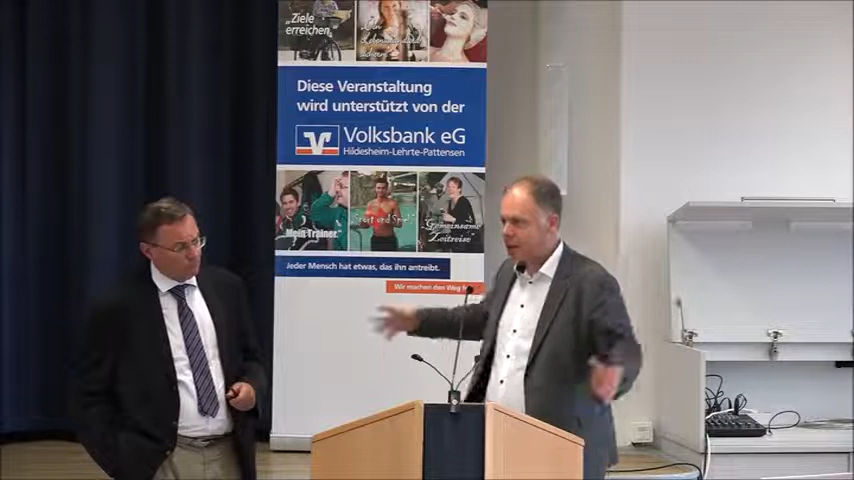 „Ziele
erreichen.“
Diese Veranstaltung
wird unterstützt von der
Volksbank eG
Hildesheim-Lehrte-Pattensen
„Mein Trainer.“
„Sport und Spiel“
„Gemeinsame
Zeitreise“
Jeder Mensch hat etwas, das ihn antreibt.
Wir machen den Weg